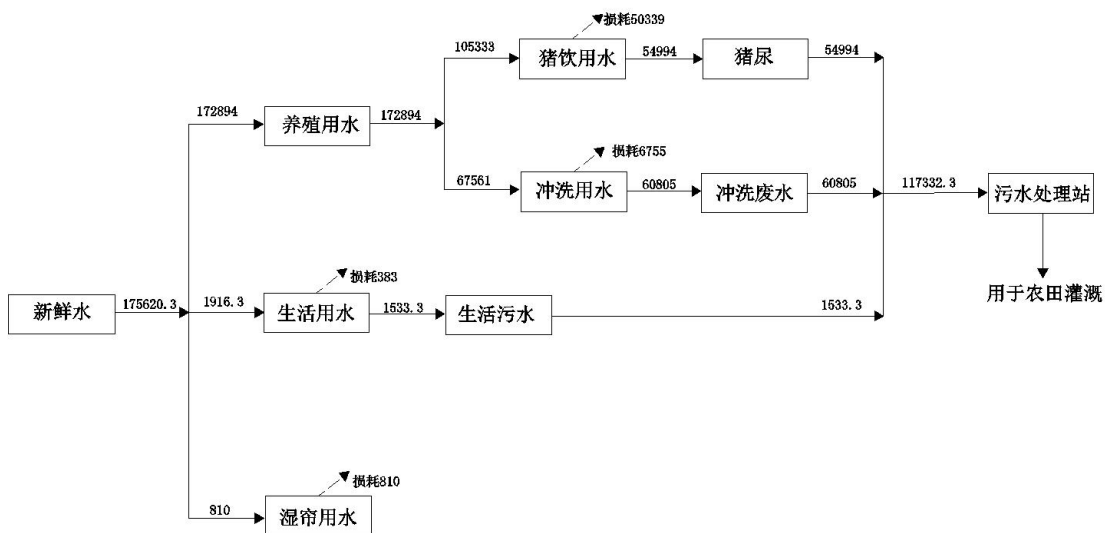 损耗50339
105333
猪饮用水
54994
猪尿
54994
172894
养殖用水
172894
损耗6755
67561
冲洗用水
60805
冲洗废水
60805
117332.3
污水处理站
损耗383
用于农田灌溉
新鲜水
175620.3
1916.3
生活用水
1533.3
生活污水
1533.3
损耗810
810
湿帘用水